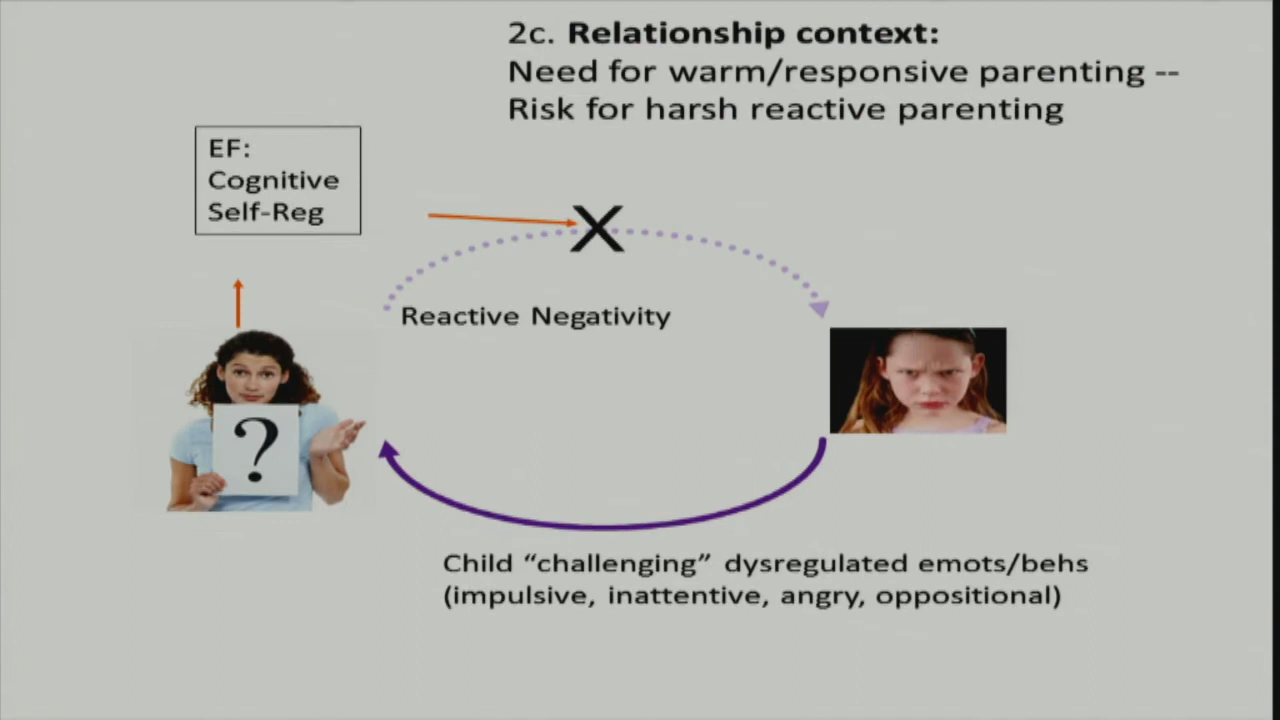 2c. Relationship context:
Need for warm/responsive parenting --
Risk for harsh reactive parenting
EF:
Cognitive
Self-Reg
X
Reactive Negativity
?
Child “challenging” dysregulated emots/behs
(impulsive, inattentive, angry, oppositional)